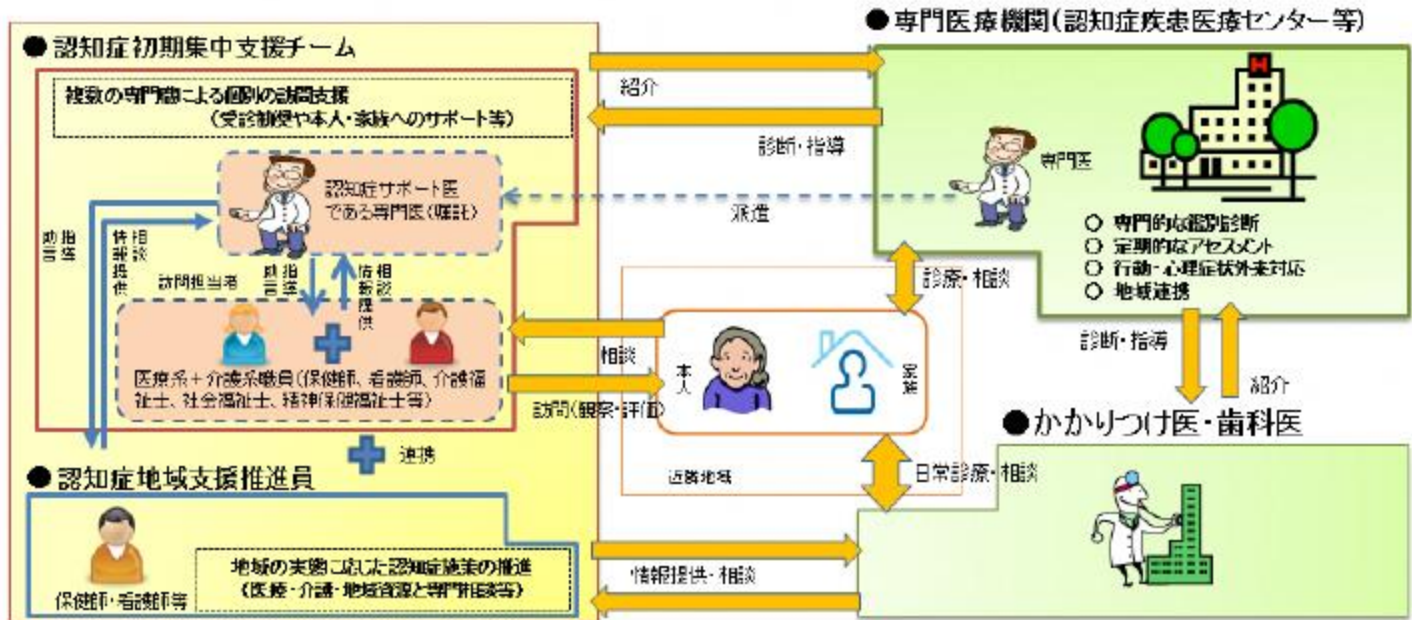 ●認知症初期集中支援チーム
複数の専門職による個別の訪問支援
(受診勧奨や本人・家族へのサポート等)
認知症サポート医
である専門医(嘱託)
指導
助言
相談
情報提供
訪問担当者
指導
助言
相談
情報提供
医療系+介護系職員(保健師、看護師、介護福
祉士、社会福祉士、精神保健福祉士等)
連携
●認知症地域支援推進員
保健師・看護師等
地域の実態に応じた認知症施策の推進
(医療・介護・地域資源と専門相談等)
紹介
診断・指導
派遣
相談
訪問(観察・評価)
本人
家族
近隣地域
診療・相談
日常診療・相談
情報提供・相談
●専門医療機関(認知症疾患医療センター等)
専門医
H
○ 専門的な鑑別診断
○ 定期的なアセスメント
○ 行動・心理症状外来対応
○ 地域連携
診断・指導
紹介
●かかりつけ医・歯科医